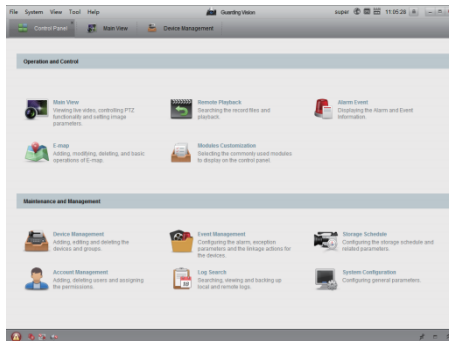 File System View Tool Help
Guarding Vision
super
11:05:28
Control Panel
Main View
Device Management
Operation and Control
Main View
Viewing live video, controlling PTZ
functionality and setting image
parameters.
Remote Playback
Searching the record files and
playback.
Alarm Event
Displaying the Alarm and Event
Information.
E-map
Adding, modifying, deleting, and basic
operations of E-map.
Modules Customization
Selecting the commonly used modules
to display on the control panel.
Maintenance and Management
Device Management
Adding, editing and deleting the
devices and groups.
Event Management
Configuring the alarm, exception
parameters and the linkage actions for
the devices.
Storage Schedule
Configuring the storage schedule and
related parameters.
Account Management
Adding, deleting users and assigning
the permissions.
Log Search
Searching, viewing and backing up
local and remote logs.
System Configuration
Configuring general parameters.